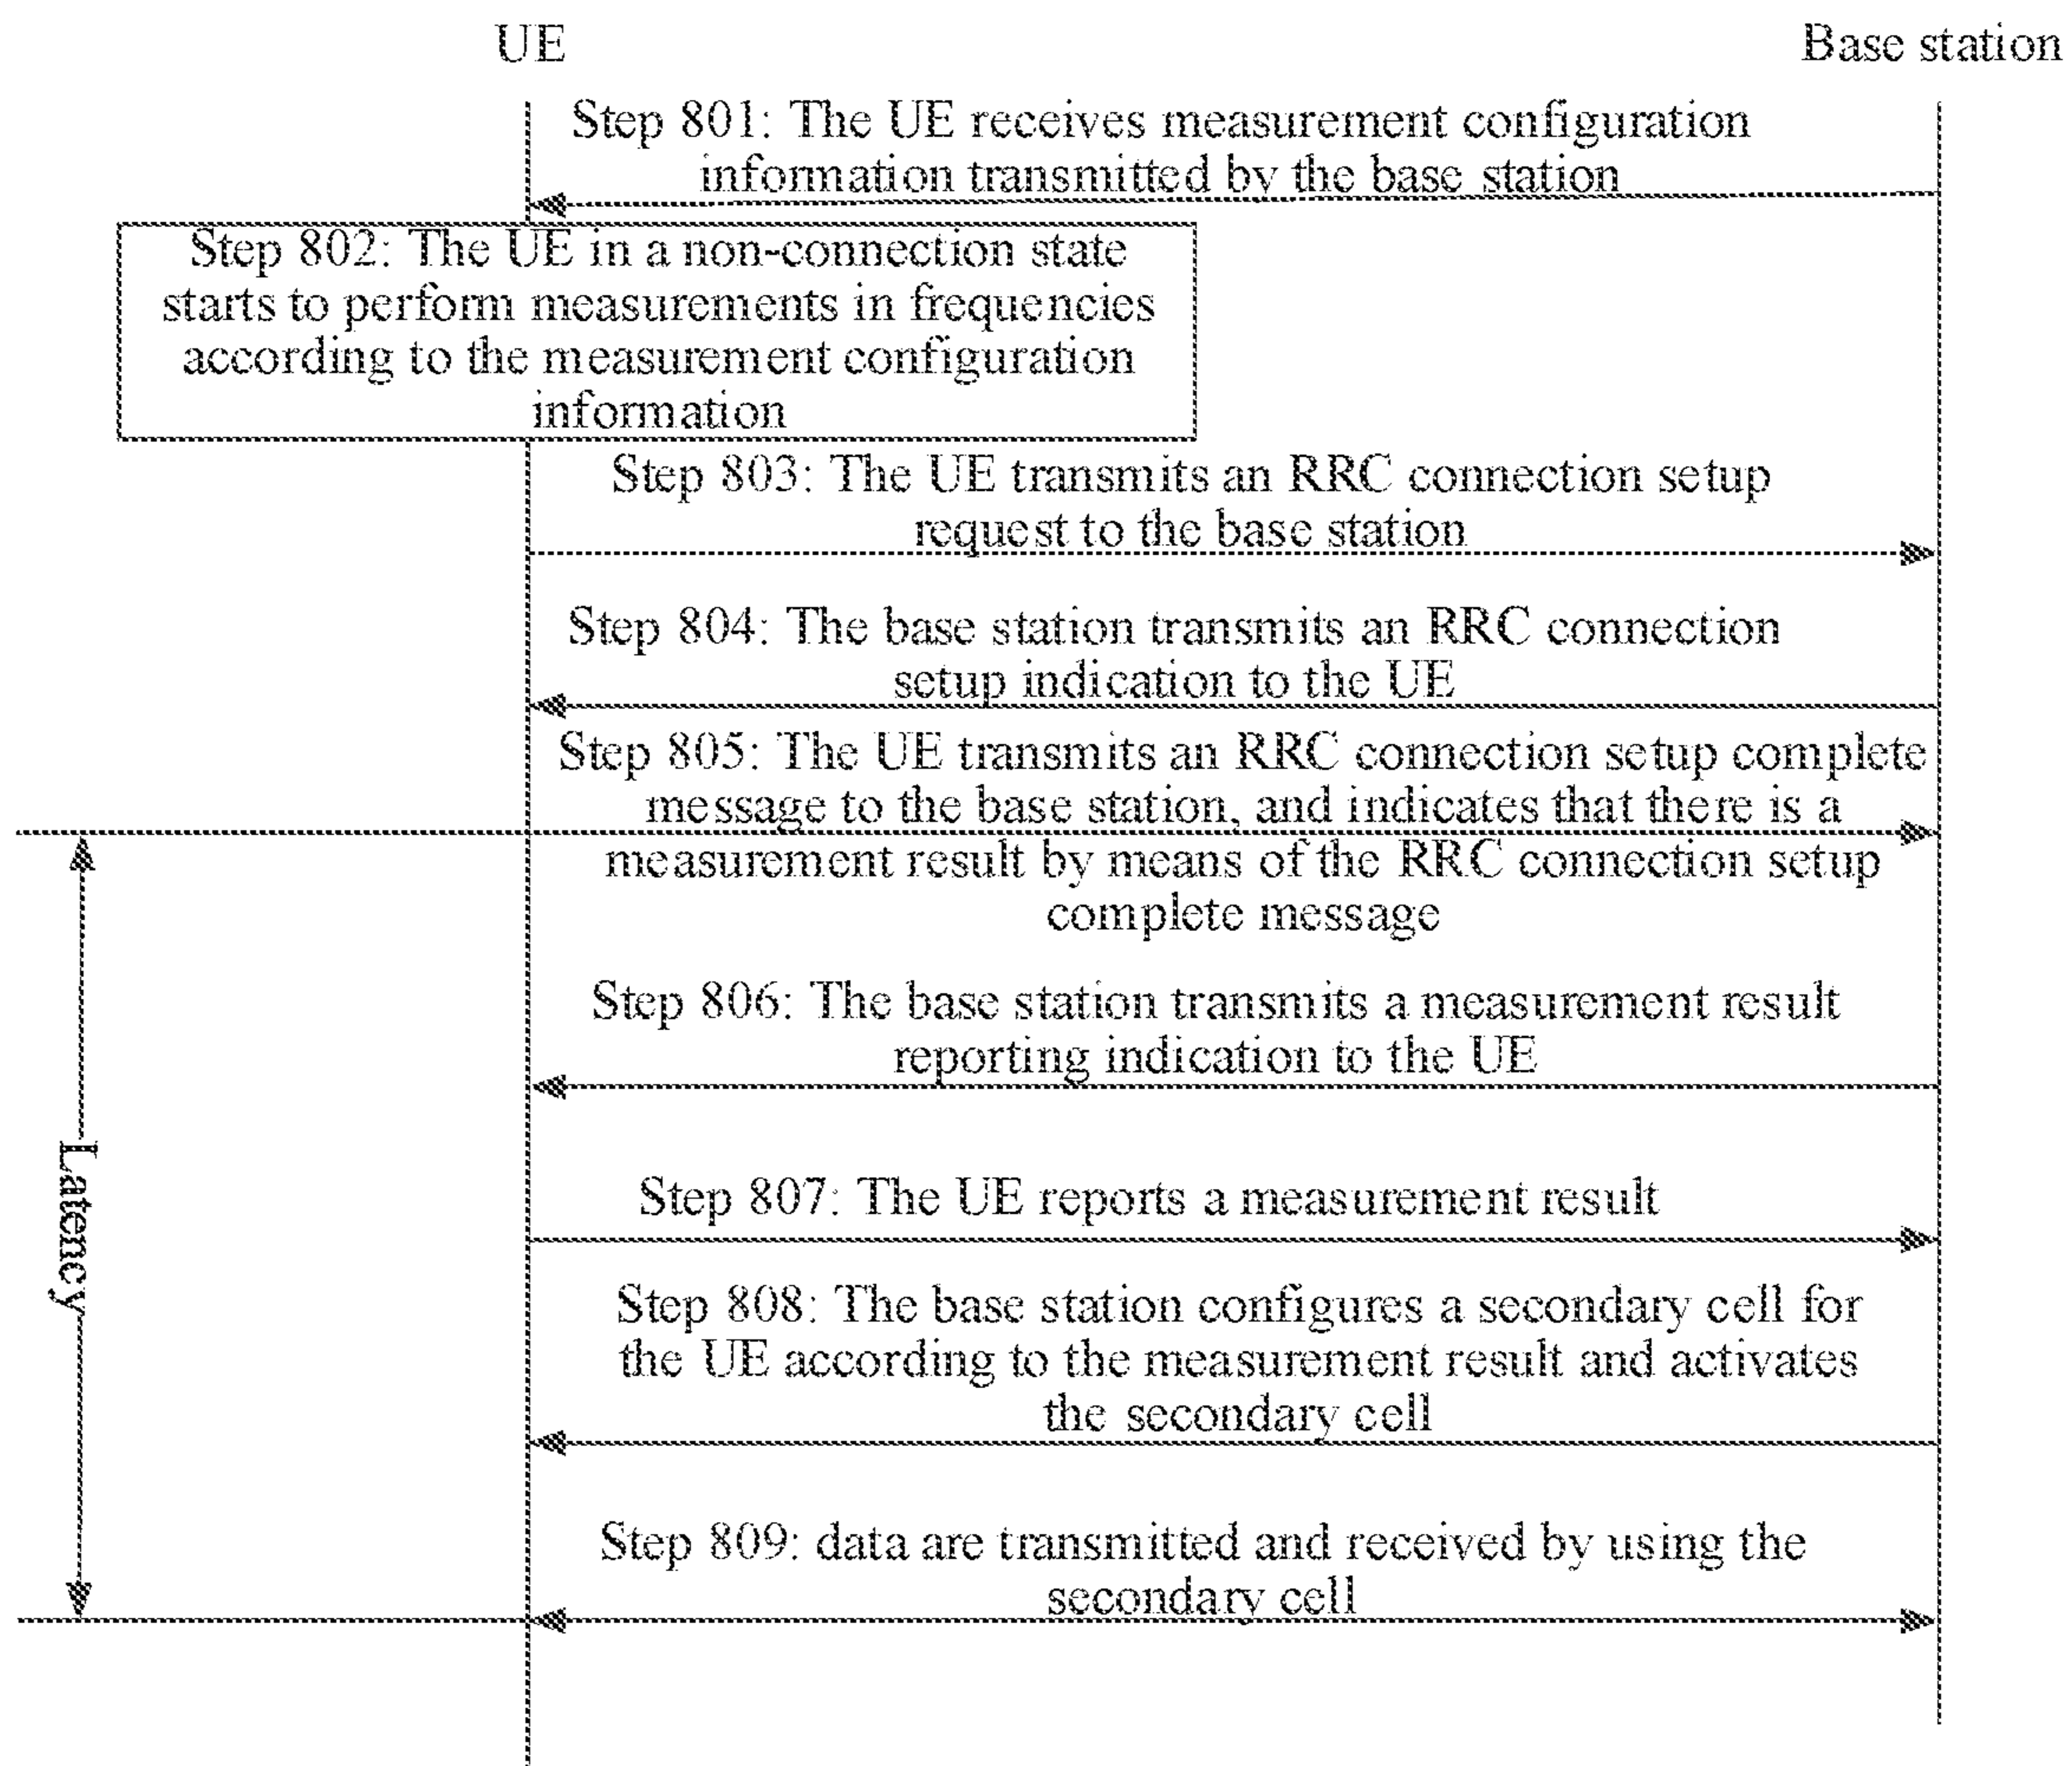 UE
Base station
Step 801: The UE receives measurement configuration
information transmitted by the base station
Step 802: The UE in a non-connection state
starts to perform measurements in frequencies
according to the measurement configuration
information
Step 803: The UE transmits an RRC connection setup
request to the base station
Step 804: The base station transmits an RRC connection
setup indication to the UE
Step 805: The UE transmits an RRC connection setup complete
message to the base station, and indicates that there is a
measurement result by means of the RRC connection setup
complete message
Step 806: The base station transmits a measurement result
reporting indication to the UE
Latency
Step 807: The UE reports a measurement result
Step 808: The base station configures a secondary cell for
the UE according to the measurement result and activates
the secondary cell
Step 809: data are transmitted and received by using the
secondary cell